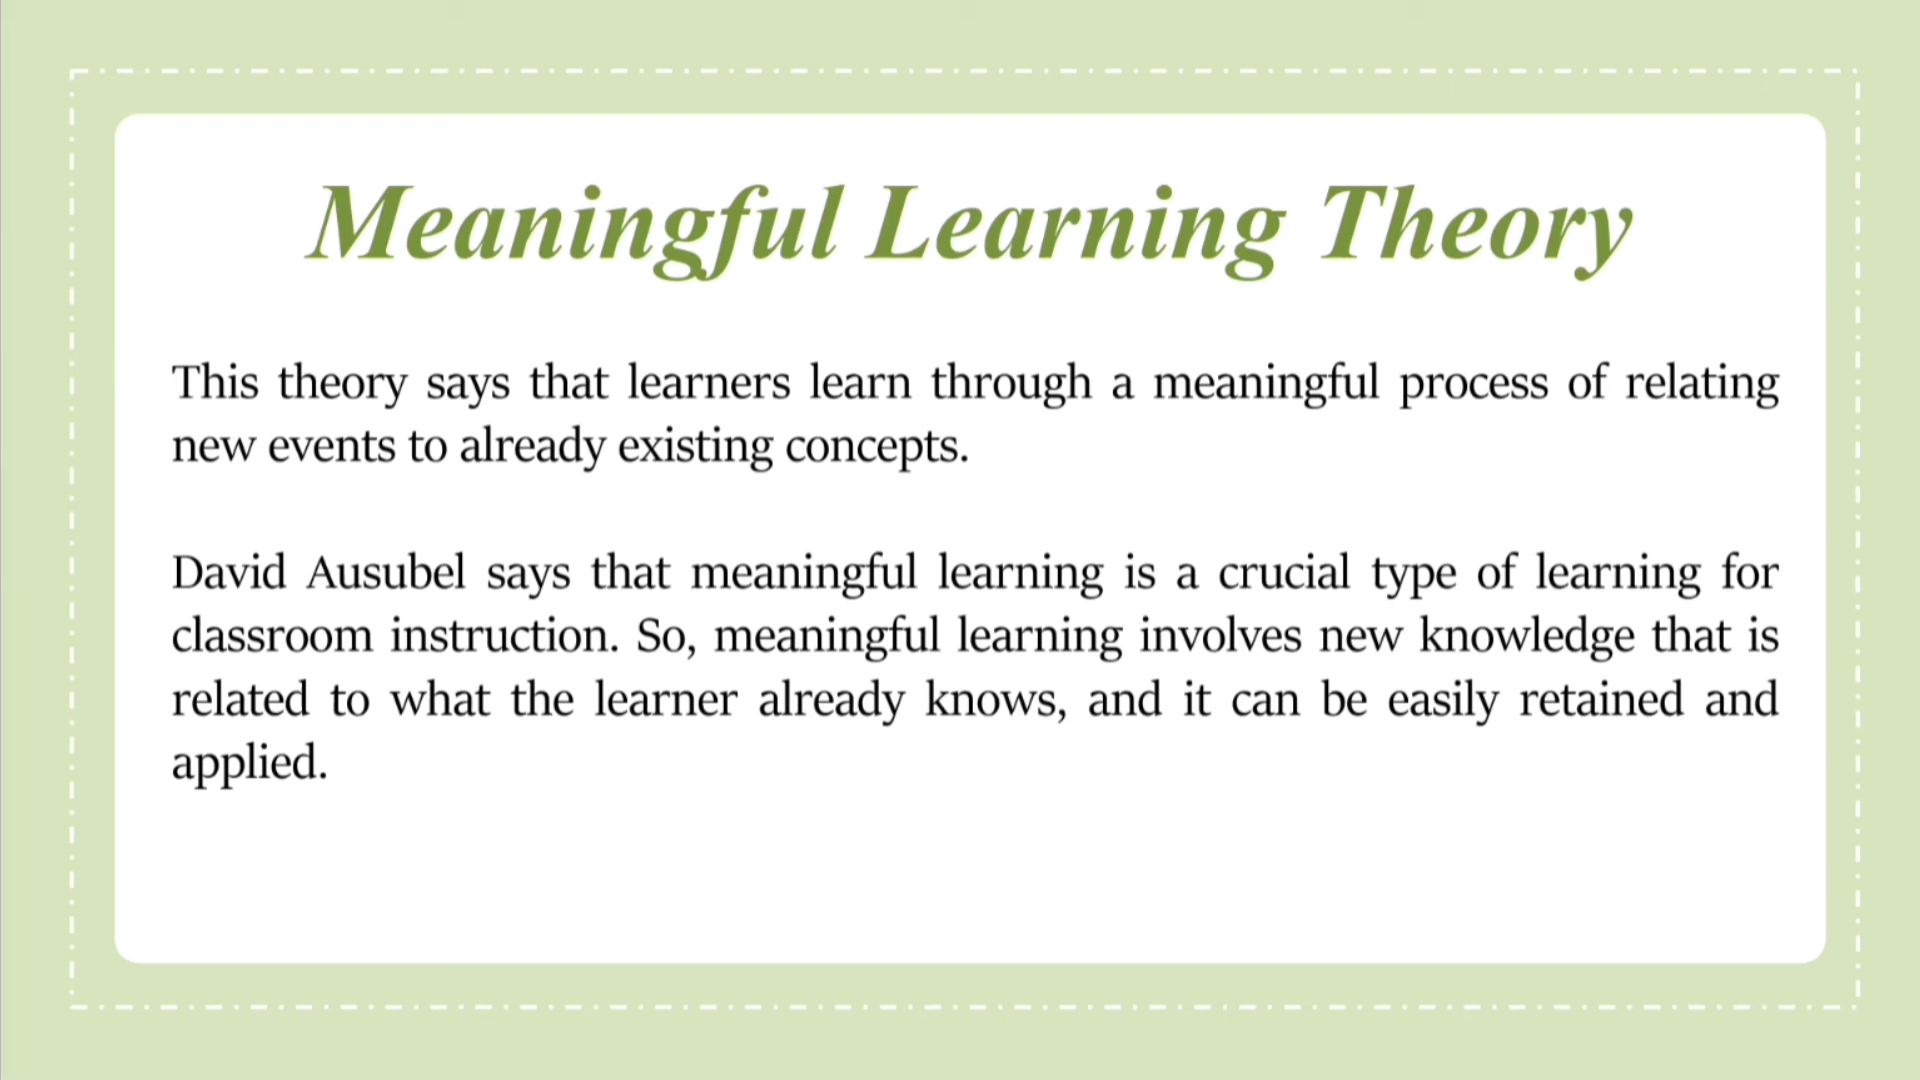 Meaningful Learning Theory
This theory says that learners learn through a meaningful process of relating
new events to already existing concepts.
David Ausubel says that meaningful learning is a crucial type of learning for
classroom instruction. So, meaningful learning involves new knowledge that is
related to what the learner already knows, and it can be easily retained and
applied.